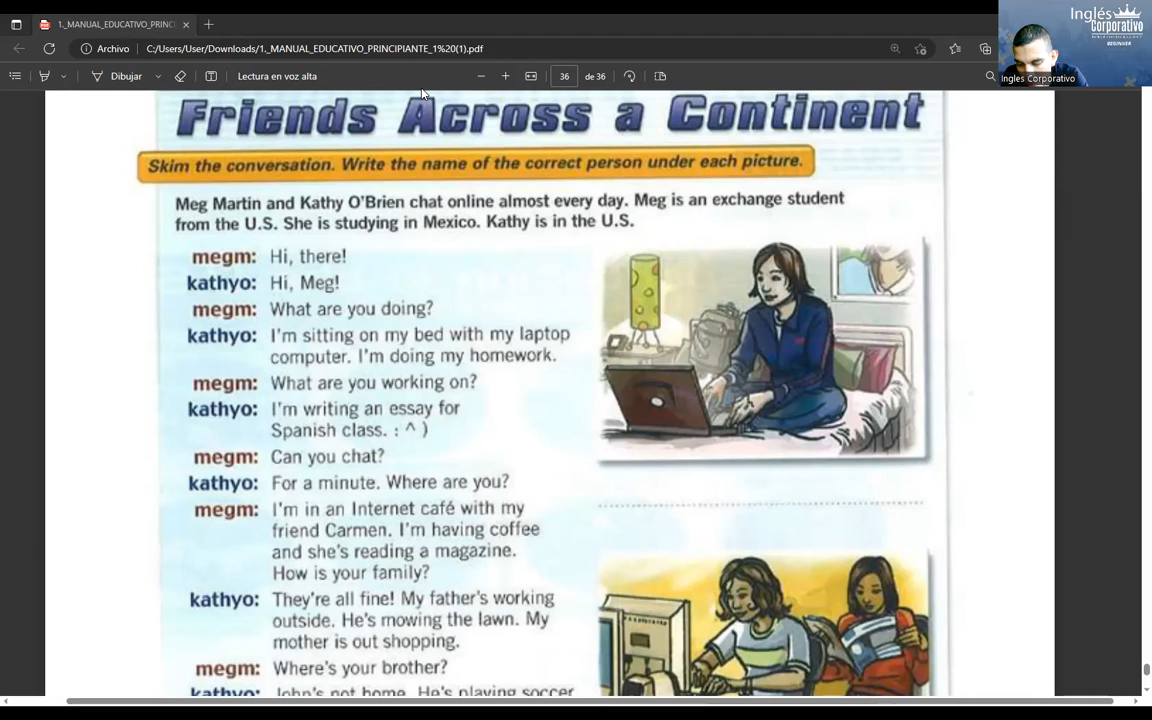 1._MANUAL_EDUCATIVO_PRINC
Archivo
C:/Users/User/Downloads/1._MANUAL_EDUCATIVO_PRINCIPIANTE_1%20(1).pdf
Dibujar
Lectura en voz alta
36
de 36
Inglés
Corporativo
BEGINNER
Ingles Corporativo
Friends Across a Continent
Skim the conversation. Write the name of the correct person under each picture.
Meg Martin and Kathy O'Brien chat online almost every day. Meg is an exchange student
from the U.S. She is studying in Mexico. Kathy is in the U.S.
megm: Hi, there!
kathyo: Hi, Meg!
megm: What are you doing?
kathyo: I'm sitting on my bed with my laptop
computer. I'm doing my homework.
megm: What are you working on?
kathyo: I'm writing an essay for
Spanish class. : ^ )
megm: Can you chat?
kathyo: For a minute. Where are you?
megm: I'm in an Internet café with my
friend Carmen. I'm having coffee
and she's reading a magazine.
How is your family?
kathyo: They're all fine! My father's working
outside. He's mowing the lawn. My
mother is out shopping.
megm: Where's your brother?
kathyo: John's not home. He's playing soccer